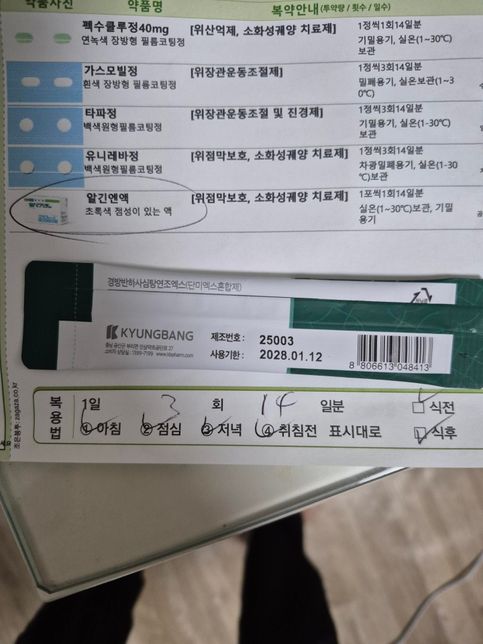 약품사진 약품명 복약안내(투약량 / 횟수 / 일수)
펙수클루정40mg [위산억제, 소화성궤양 치료제] 1정씩1회14일분
연녹색 장방형 필름코팅정 기밀용기, 실온(1~30℃)
보관
가스모빌정 [위장관운동조절제] 1정씩3회14일분
흰색 장방형 필름코팅정 밀폐용기, 실온보관(1~3
0℃)
타파정 [위장관운동조절 및 진경제] 1정씩3회14일분
백색원형필름코팅정 기밀용기, 실온(1-30℃)
보관
유니레바정 [위점막보호, 소화성궤양 치료제] 1정씩3회14일분
백색원형필름코팅정 차광밀폐용기, 실온(1-30
℃)보관
알긴엔액 [위점막보호, 소화성궤양 치료제] 1포씩1회14일분
초록색 점성이 있는 액 실온(1~30℃)보관, 기밀
용기
경방반하사심탕연조엑스(단미엑스혼합제)
KYUNGBANG
제조번호 : 25003
사용기한 : 2028.01.12
8 806613 048413
복용법 1일 3 회 14 일분 식전
① 아침 ② 점심 ③ 저녁 ④ 취침전 표시대로 식후
조은봉투: zagaza.co.kr